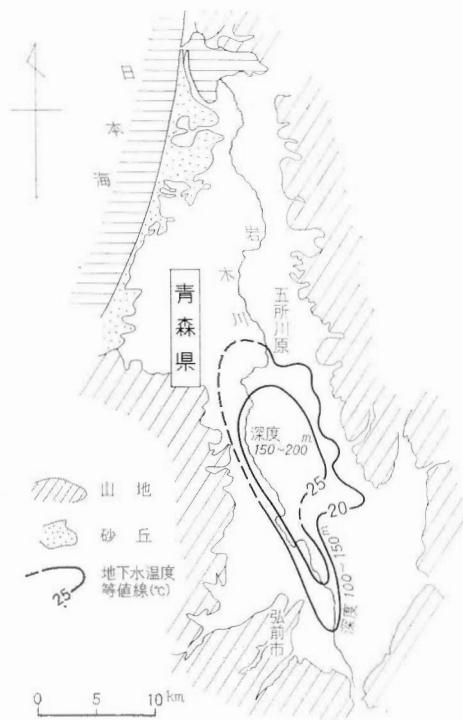 日本海
岩木川
青森県
五所川原
深度
150~200m
25
20
深度 100~150m
弘前市
山地
砂丘
地下水温度
等値線(℃)
25
0 5 10 km